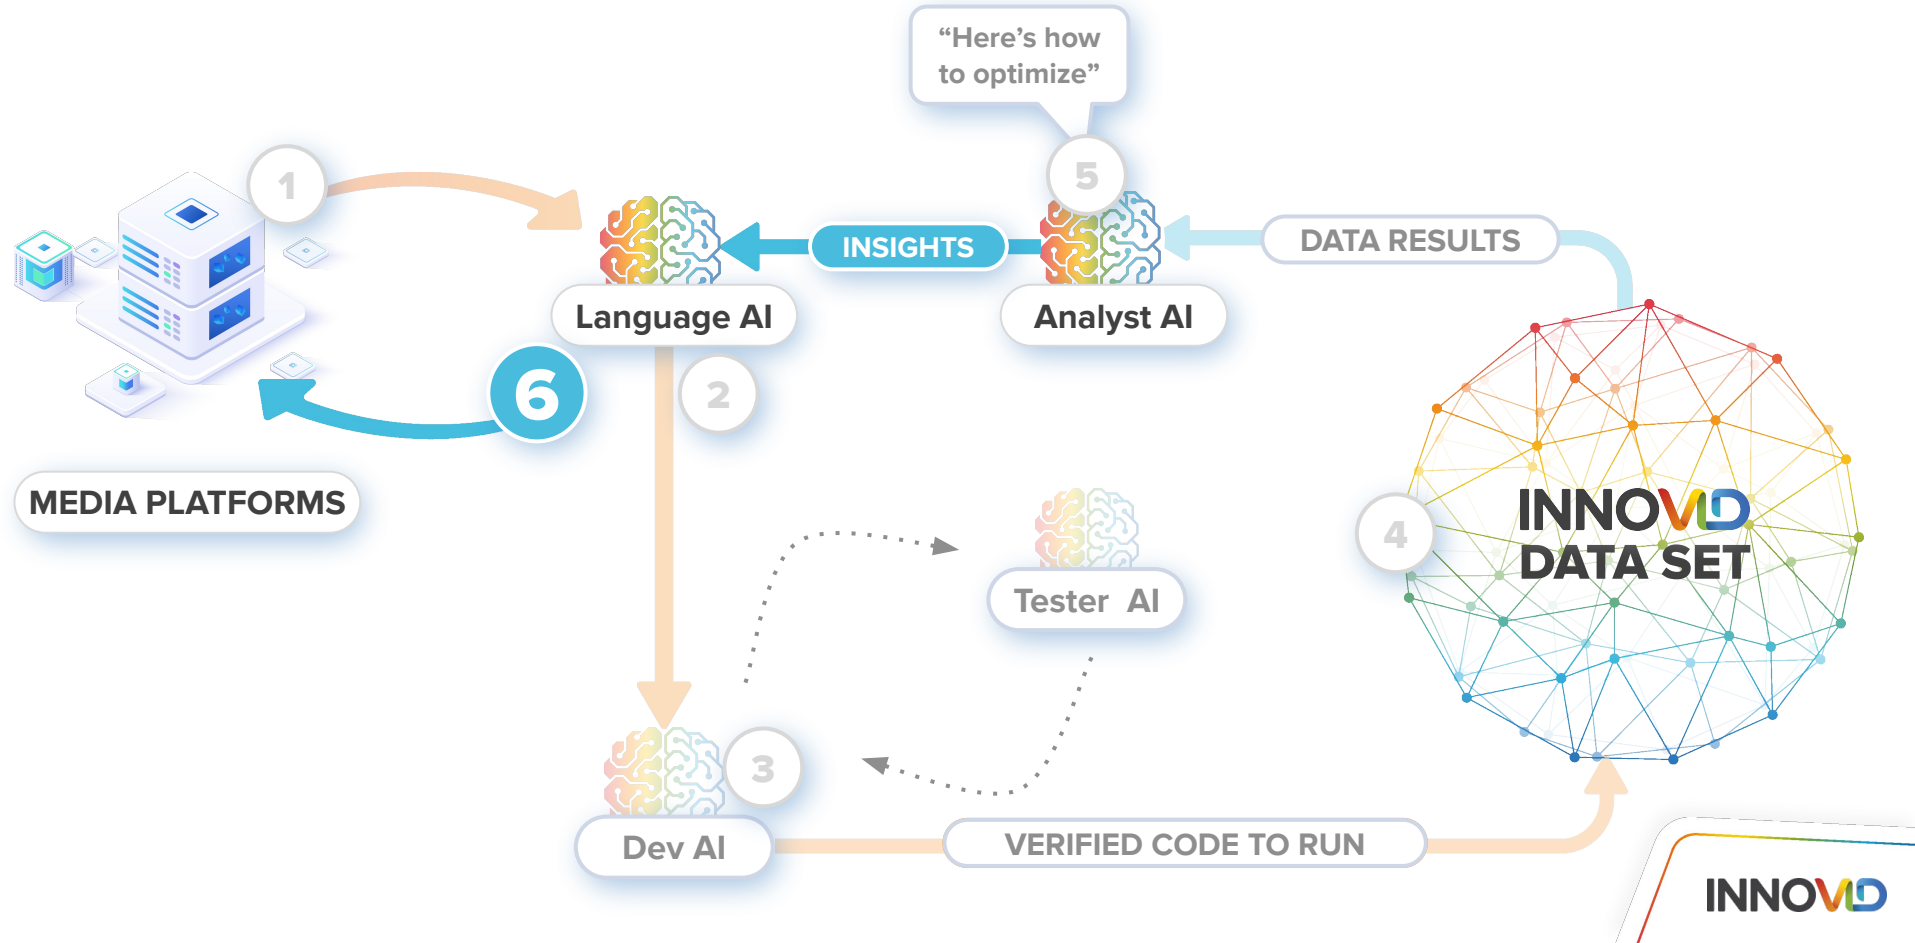 “Here’s how
to optimize”
1
5
INSIGHTS
DATA RESULTS
Language AI
Analyst AI
6
2
MEDIA PLATFORMS
4
INNOVID
DATA SET
Tester AI
3
Dev AI
VERIFIED CODE TO RUN
INNOVID